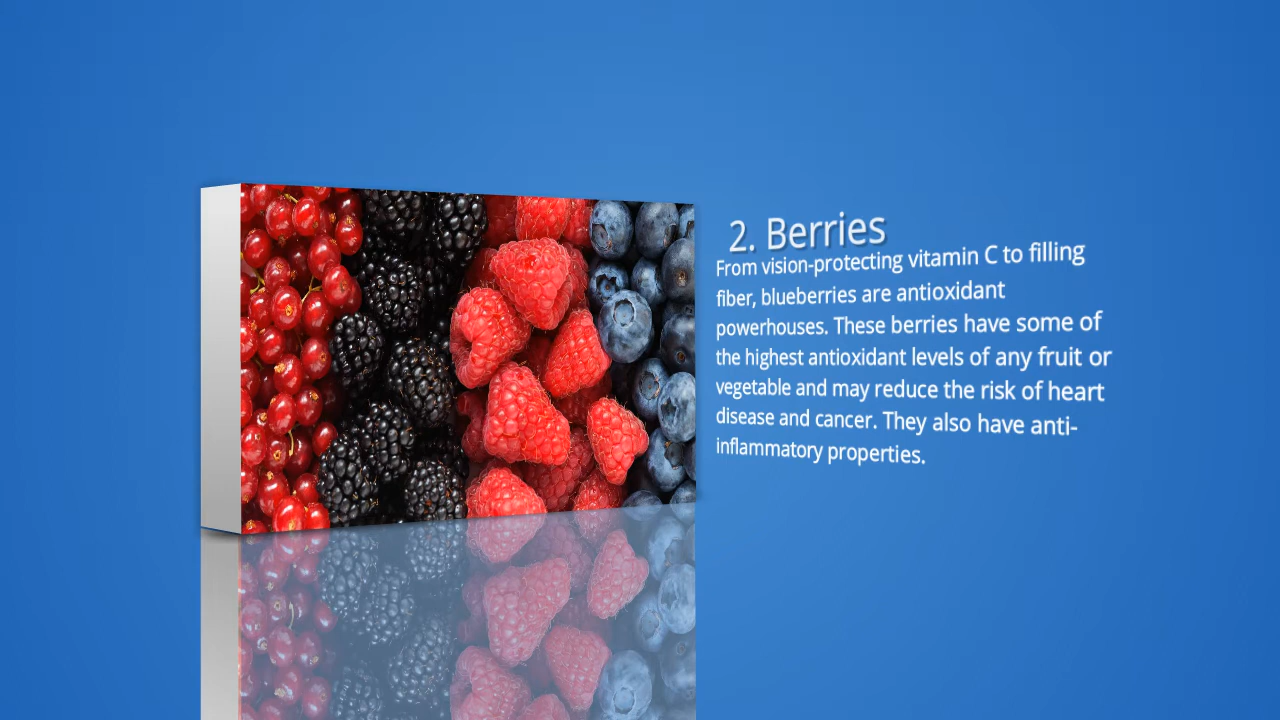 2. Berries
From vision-protecting vitamin C to filling
fiber, blueberries are antioxidant
powerhouses. These berries have some of
the highest antioxidant levels of any fruit or
vegetable and may reduce the risk of heart
disease and cancer. They also have anti-
inflammatory properties.